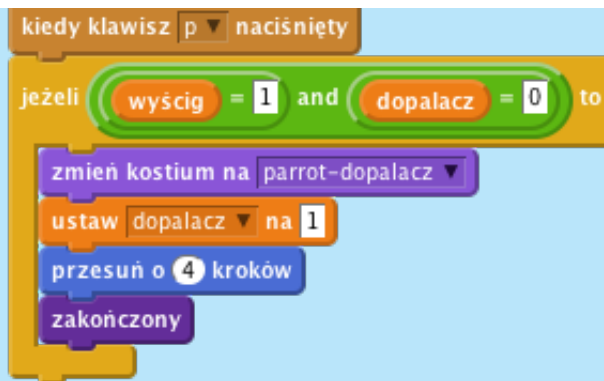 kiedy klawisz p naciśnięty
jeżeli wyścig = 1 and dopalacz = 0 to
zmień kostium na parrot-dopalacz
ustaw dopalacz na 1
przesuń o 4 kroków
zakończony